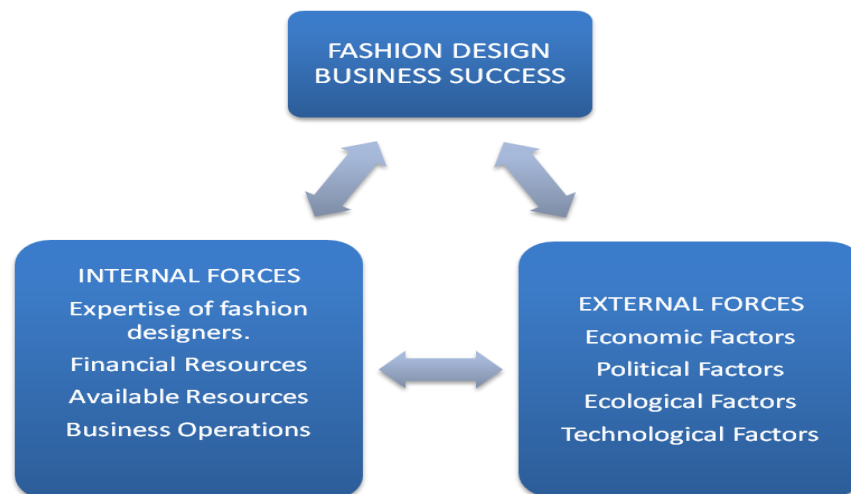 FASHION DESIGN
BUSINESS SUCCESS
INTERNAL FORCES
Expertise of fashion
designers.
Financial Resources
Available Resources
Business Operations
EXTERNAL FORCES
Economic Factors
Political Factors
Ecological Factors
Technological Factors